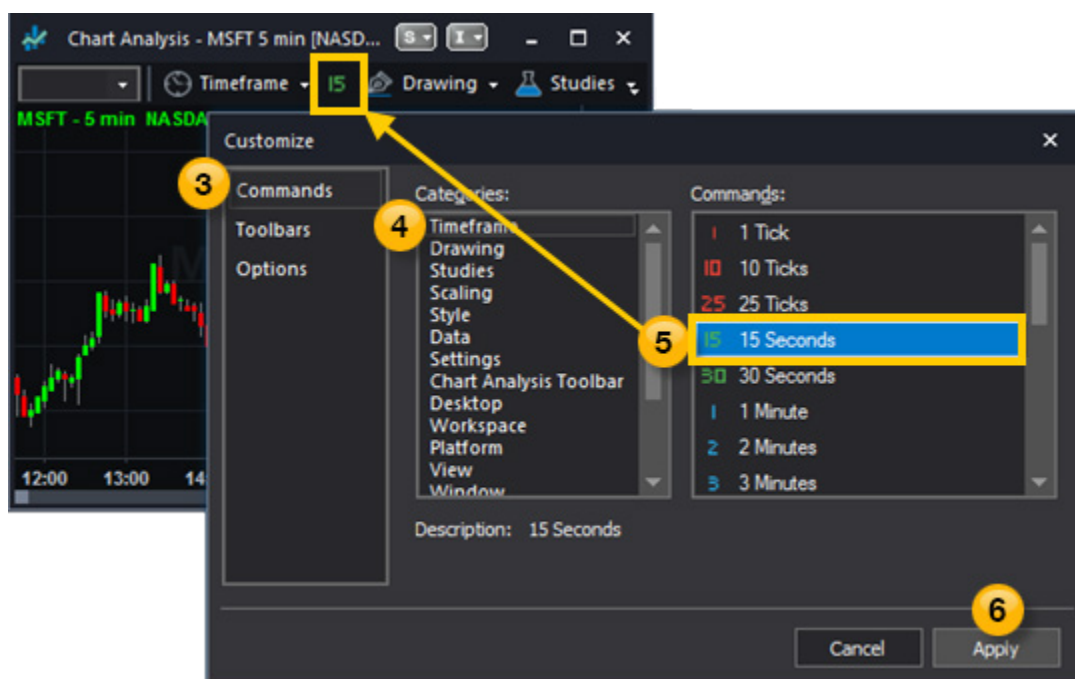 Chart Analysis - MSFT 5 min [NASD... S I
Timeframe 15 Drawing Studies
MSFT - 5 min NASDA
Customize
3 Commands
Toolbars
Options
Categories:
4 Timeframe
Drawing
Studies
Scaling
Style
Data
Settings
Chart Analysis Toolbar
Desktop
Workspace
Platform
View
Window
Commands:
1 1 Tick
10 10 Ticks
25 25 Ticks
5 15 15 Seconds
30 30 Seconds
1 1 Minute
2 2 Minutes
3 3 Minutes
12:00 13:00 14
Description: 15 Seconds
6
Cancel Apply